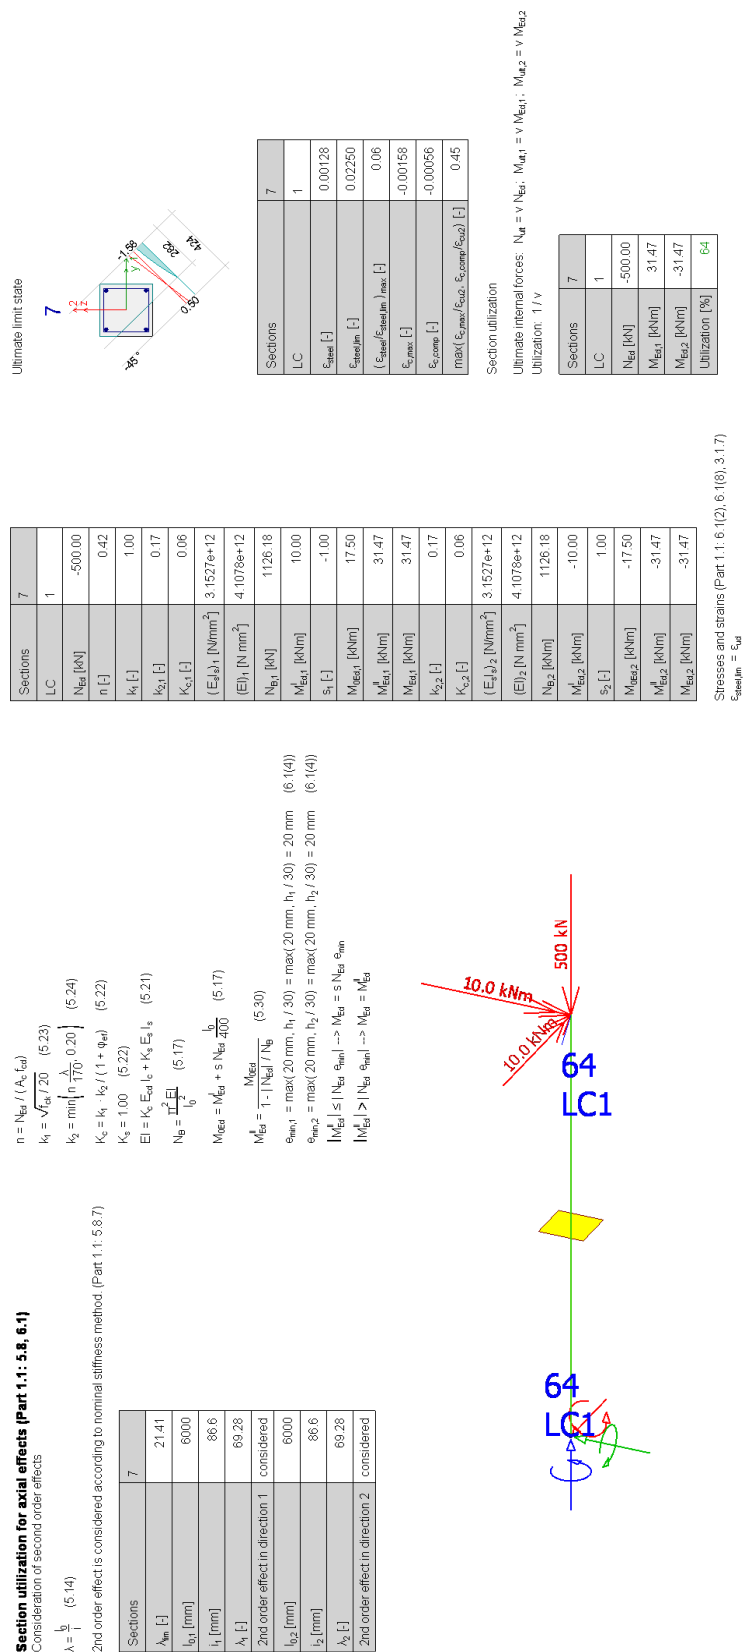 Section utilization for axial effects (Part 1.1: 5.8, 6.1)
Consideration of second order effects
λ = l₀ / i (5.14)
2nd order effect is considered according to nominal stiffness method. (Part 1.1: 5.8.7)
Sections 7
λlim [-] 21.41
l0,1 [mm] 6000
i1 [mm] 86.6
λ1 [-] 69.28
2nd order effect in direction 1 considered
l0,2 [mm] 6000
i2 [mm] 86.6
λ2 [-] 69.28
2nd order effect in direction 2 considered
n = NEd / (Ac fcd)
k1 = √fck / 20 (5.23)
k2 = min( n λ/170, 0.20 ) (5.24)
Kc = k1 · k2 / ( 1 + φef) (5.22)
Ks = 1.00 (5.22)
EI = Kc Ecd Ic + Ks Es Is (5.21)
NB = π² EI / l0² (5.17)
M0Ed = MᴵEd + s NEd l0/400 (5.17)
MᴵᴵEd = M0Ed / 1 - | NEd| / NB (5.30)
emin,1 = max( 20 mm, h1 / 30) = max( 20 mm, h1 / 30) = 20 mm (6.1(4))
emin,2 = max( 20 mm, h2 / 30) = max( 20 mm, h2 / 30) = 20 mm (6.1(4))
|MᴵᴵEd| ≤ | NEd emin| --> MEd = s NEd emin
|MᴵᴵEd| > | NEd emin| --> MEd = MᴵᴵEd
64
LC1
64
LC1
10.0 kNm
10.0 kNm
500 kN
Sections 7
LC 1
NEd [kN] -500.00
n [-] 0.42
k1 [-] 1.00
k2,1 [-] 0.17
Kc,1 [-] 0.06
(EsIs)1 [N/mm²] 3.1527e+12
(EI)1 [N mm²] 4.1078e+12
NB,1 [kN] 1126.18
MᴵEd,1 [kNm] 10.00
s1 [-] -1.00
M0Ed,1 [kNm] 17.50
MᴵᴵEd,1 [kNm] 31.47
MEd,1 [kNm] 31.47
k2,2 [-] 0.17
Kc,2 [-] 0.06
(EsIs)2 [N/mm²] 3.1527e+12
(EI)2 [N mm²] 4.1078e+12
NB,2 [kNm] 1126.18
MᴵEd,2 [kNm] -10.00
s2 [-] 1.00
M0Ed,2 [kNm] -17.50
MᴵᴵEd,2 [kNm] -31.47
MEd,2 [kNm] -31.47
Stresses and strains (Part 1.1: 6.1(2), 6.1(8), 3.1.7)
εsteel,lim = εud
Ultimate limit state
7
2
z
y
1
-45 °
-1.58
0.50
282
424
Sections 7
LC 1
εsteel [-] 0.00128
εsteel,lim [-] 0.02250
( εsteel/εsteel,lim ) max [-] 0.06
εc,max [-] -0.00158
εc,comp [-] -0.00056
max( εc,max/εcu2, εc,comp/εc2) [-] 0.45
Section utilization
Ultimate internal forces: Nult = ν NEd; Mult,1 = ν MEd,1; Mult,2 = ν MEd,2
Utilization: 1 / ν
Sections 7
LC 1
NEd [kN] -500.00
MEd,1 [kNm] 31.47
MEd,2 [kNm] -31.47
Utilization [%] 64